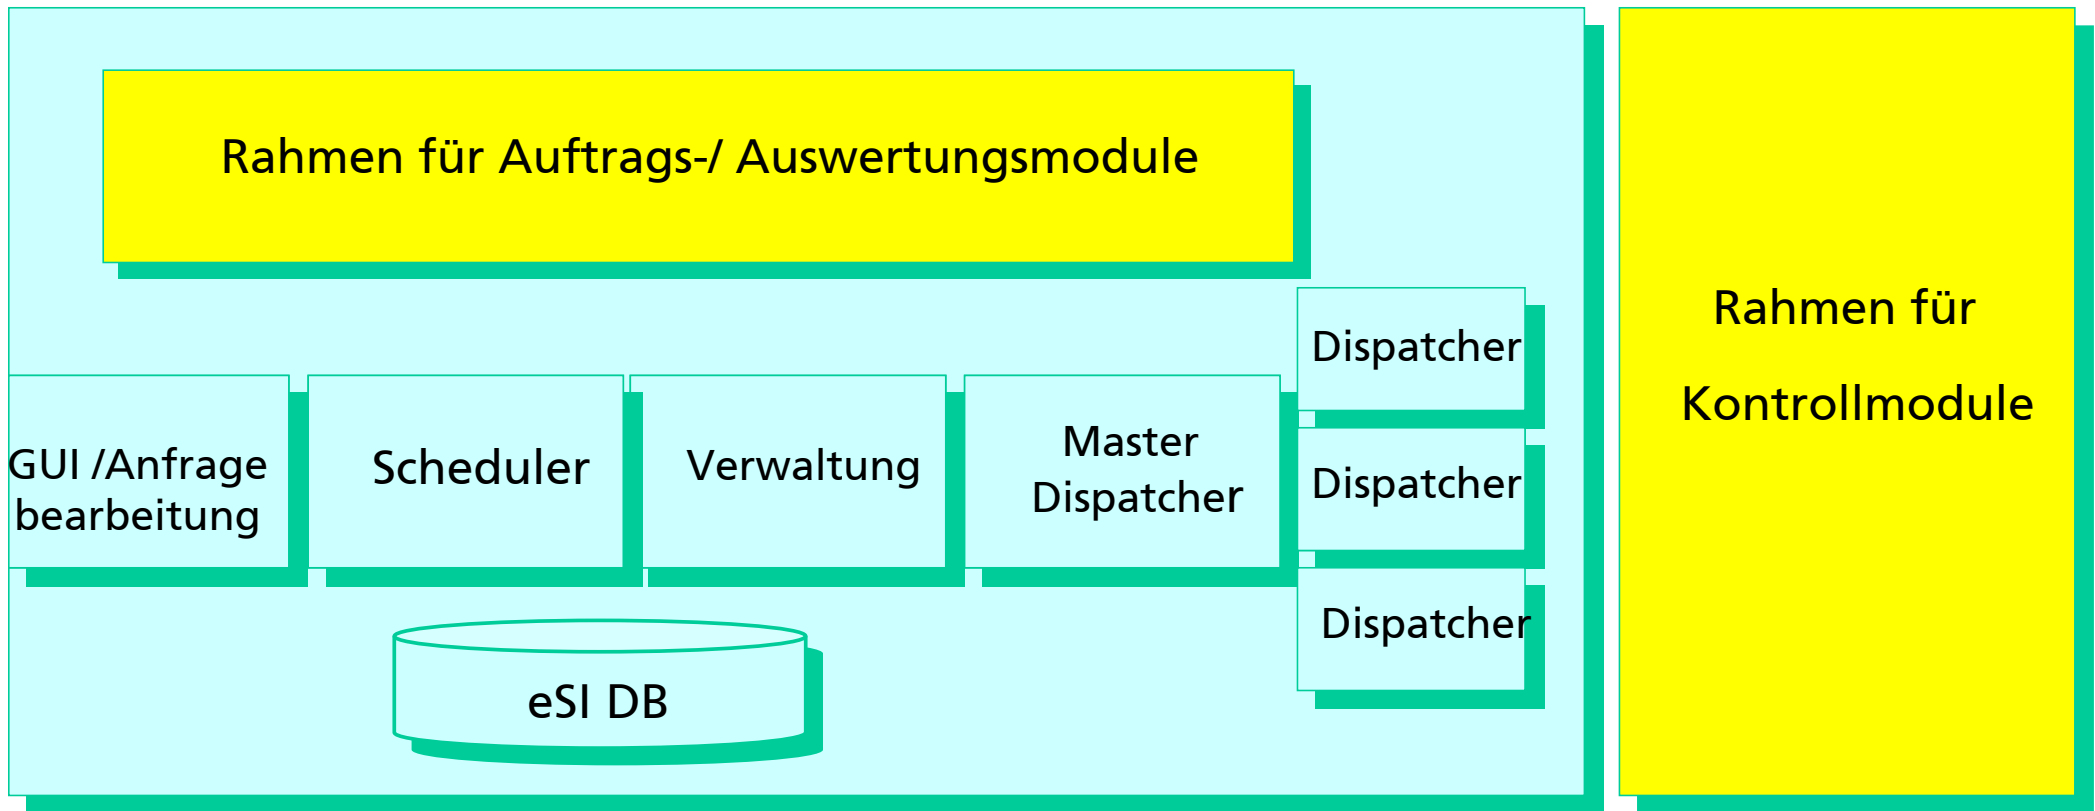 Rahmen für Auftrags-/ Auswertungsmodule
GUI /Anfrage
bearbeitung
Scheduler
Verwaltung
Master
Dispatcher
Dispatcher
Dispatcher
Dispatcher
eSI DB
Rahmen für
Kontrollmodule